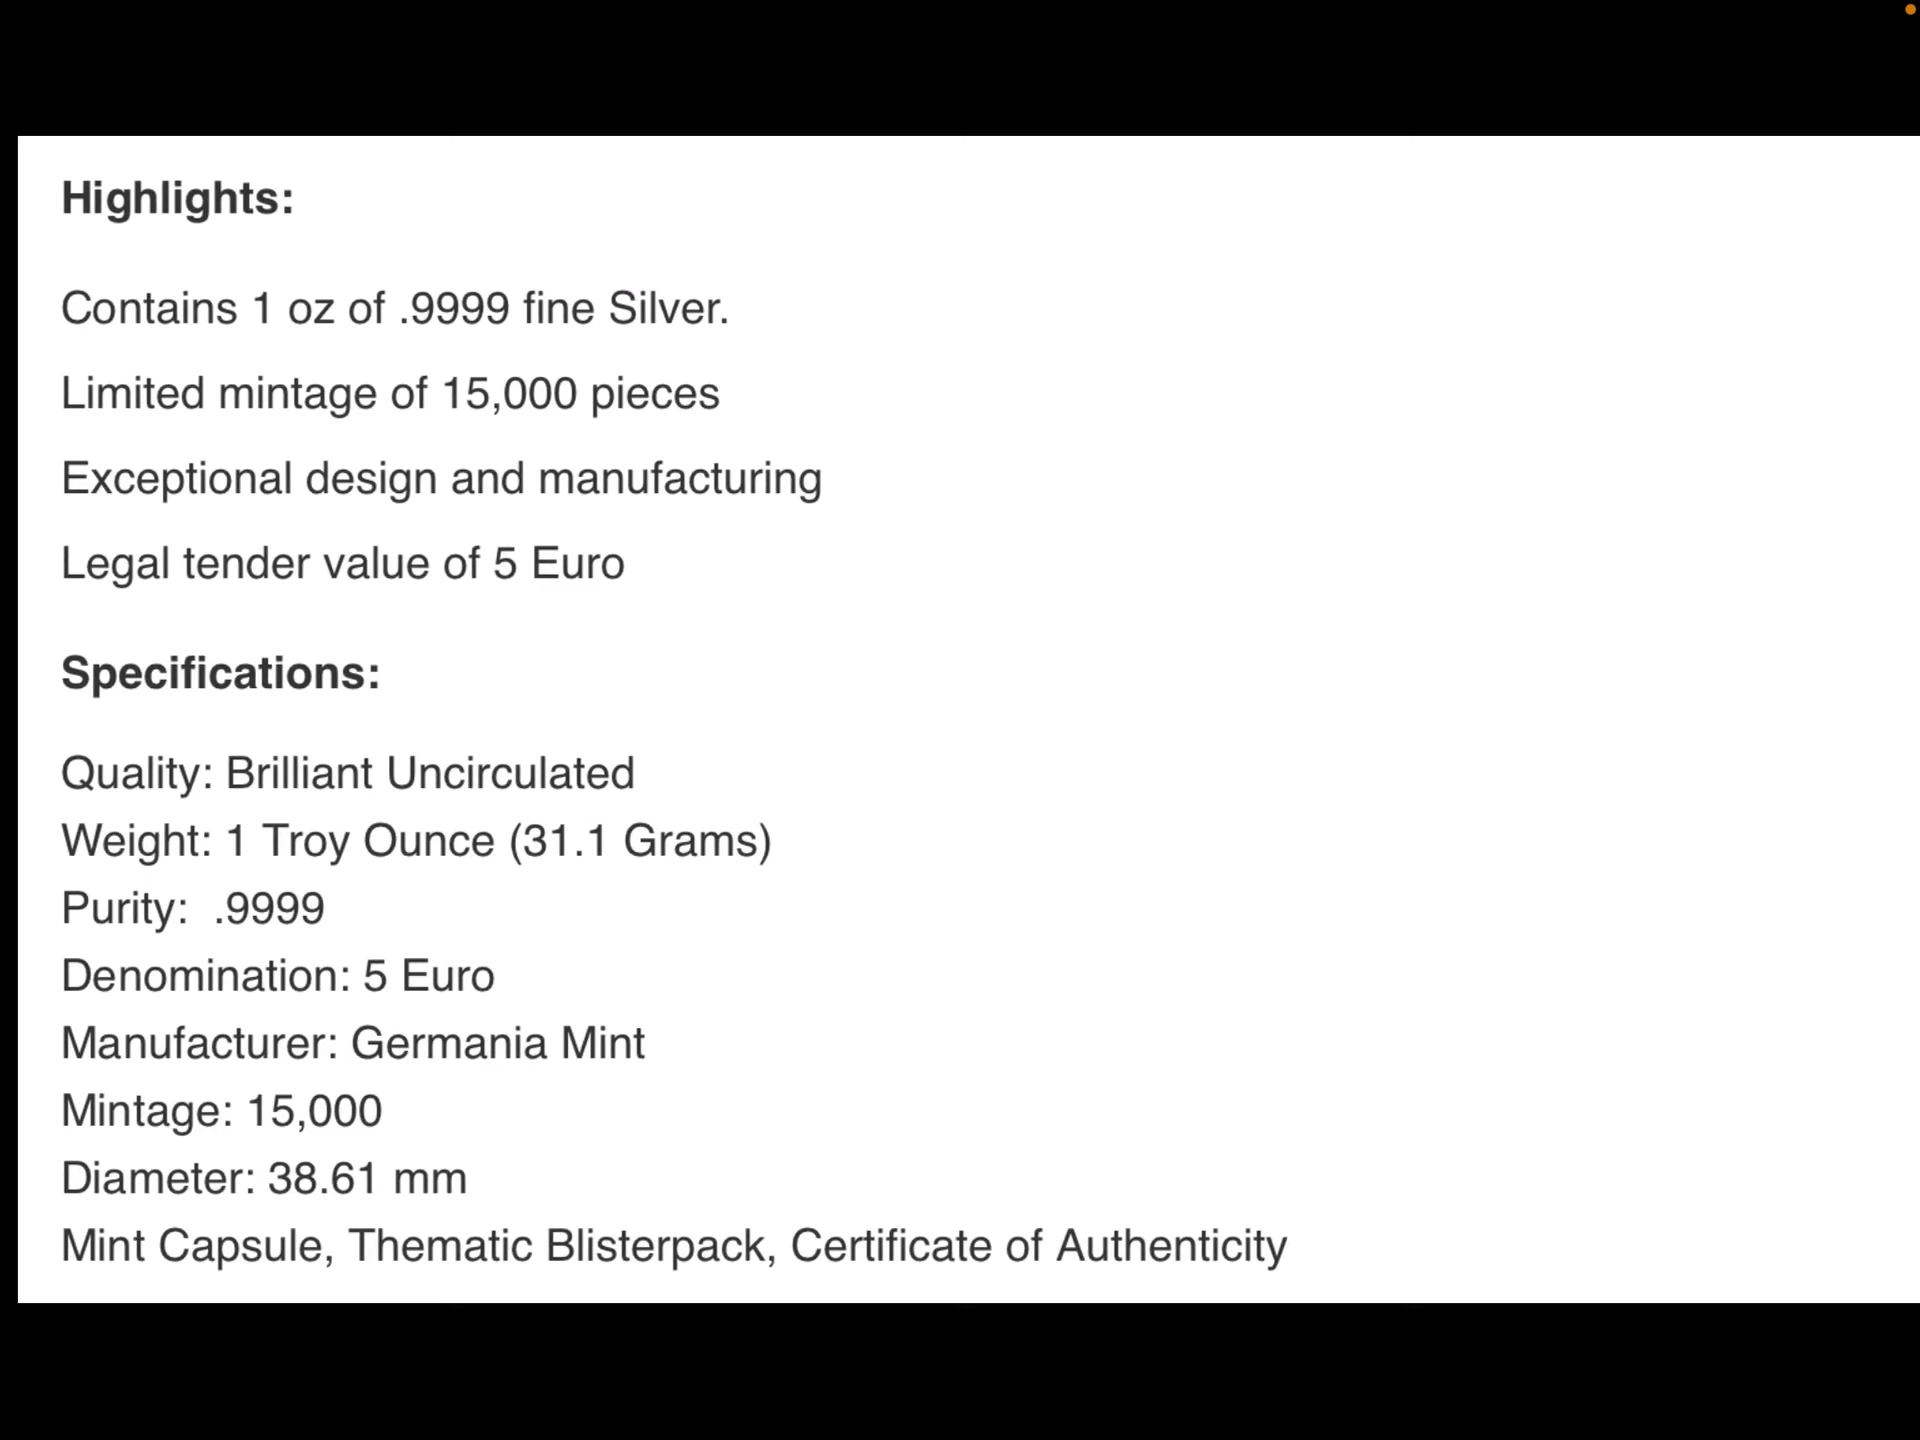 Highlights:
Contains 1 oz of .9999 fine Silver.
Limited mintage of 15,000 pieces
Exceptional design and manufacturing
Legal tender value of 5 Euro
Specifications:
Quality: Brilliant Uncirculated
Weight: 1 Troy Ounce (31.1 Grams)
Purity:  .9999
Denomination: 5 Euro
Manufacturer: Germania Mint
Mintage: 15,000
Diameter: 38.61 mm
Mint Capsule, Thematic Blisterpack, Certificate of Authenticity